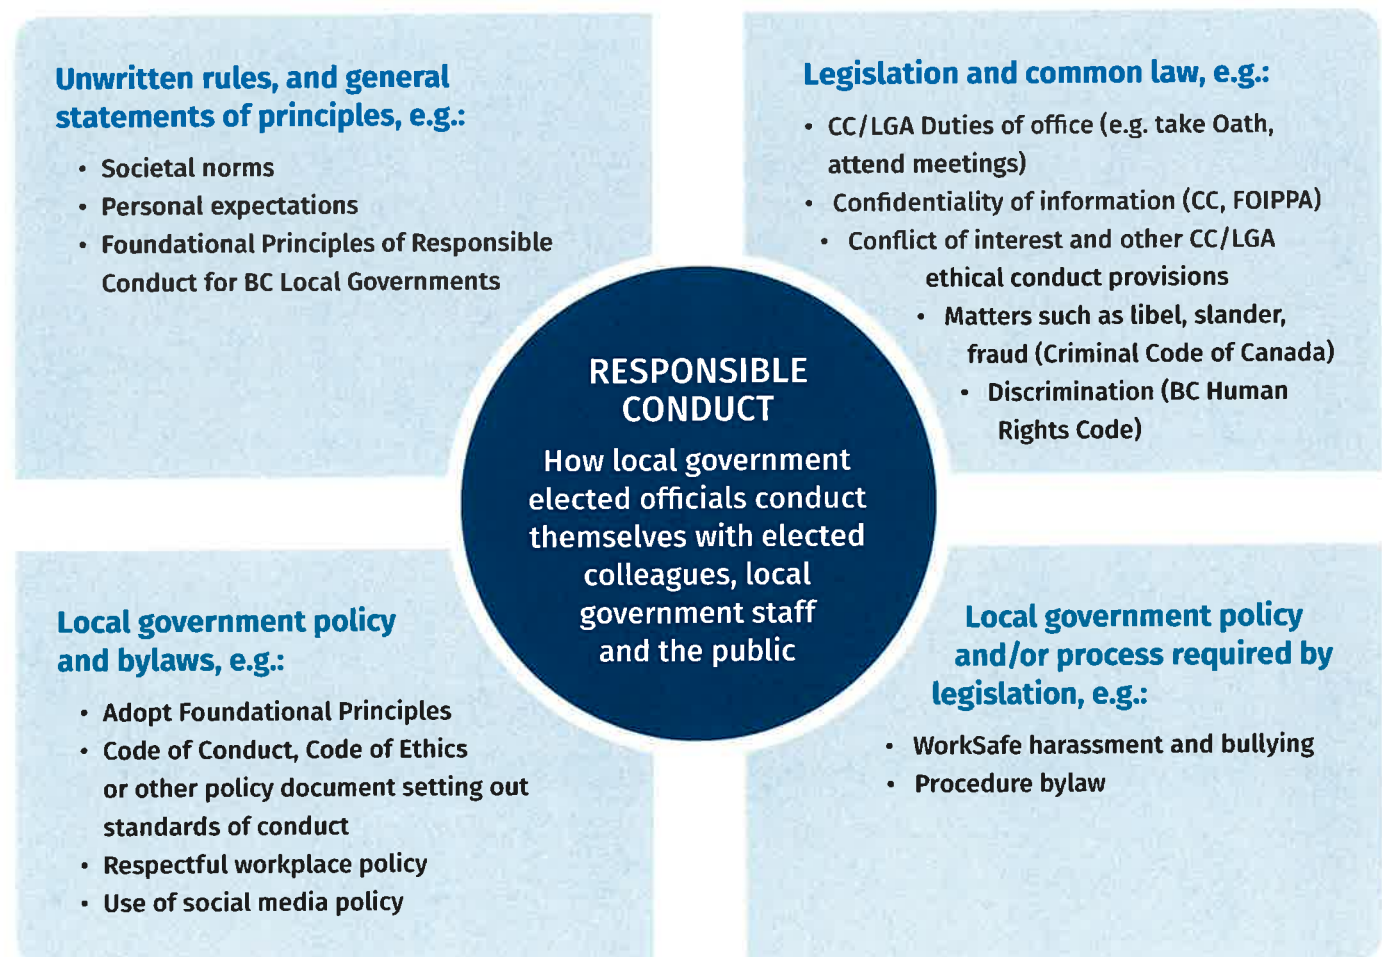 Unwritten rules, and general
statements of principles, e.g.:
• Societal norms
• Personal expectations
• Foundational Principles of Responsible
Conduct for BC Local Governments
Legislation and common law, e.g.:
• CC/LGA Duties of office (e.g. take Oath,
attend meetings)
• Confidentiality of information (CC, FOIPPA)
• Conflict of interest and other CC/LGA
ethical conduct provisions
• Matters such as libel, slander,
fraud (Criminal Code of Canada)
• Discrimination (BC Human
Rights Code)
RESPONSIBLE
CONDUCT
How local government
elected officials conduct
themselves with elected
colleagues, local
government staff
and the public
Local government policy
and bylaws, e.g.:
• Adopt Foundational Principles
• Code of Conduct, Code of Ethics
or other policy document setting out
standards of conduct
• Respectful workplace policy
• Use of social media policy
Local government policy
and/or process required by
legislation, e.g.:
• WorkSafe harassment and bullying
• Procedure bylaw